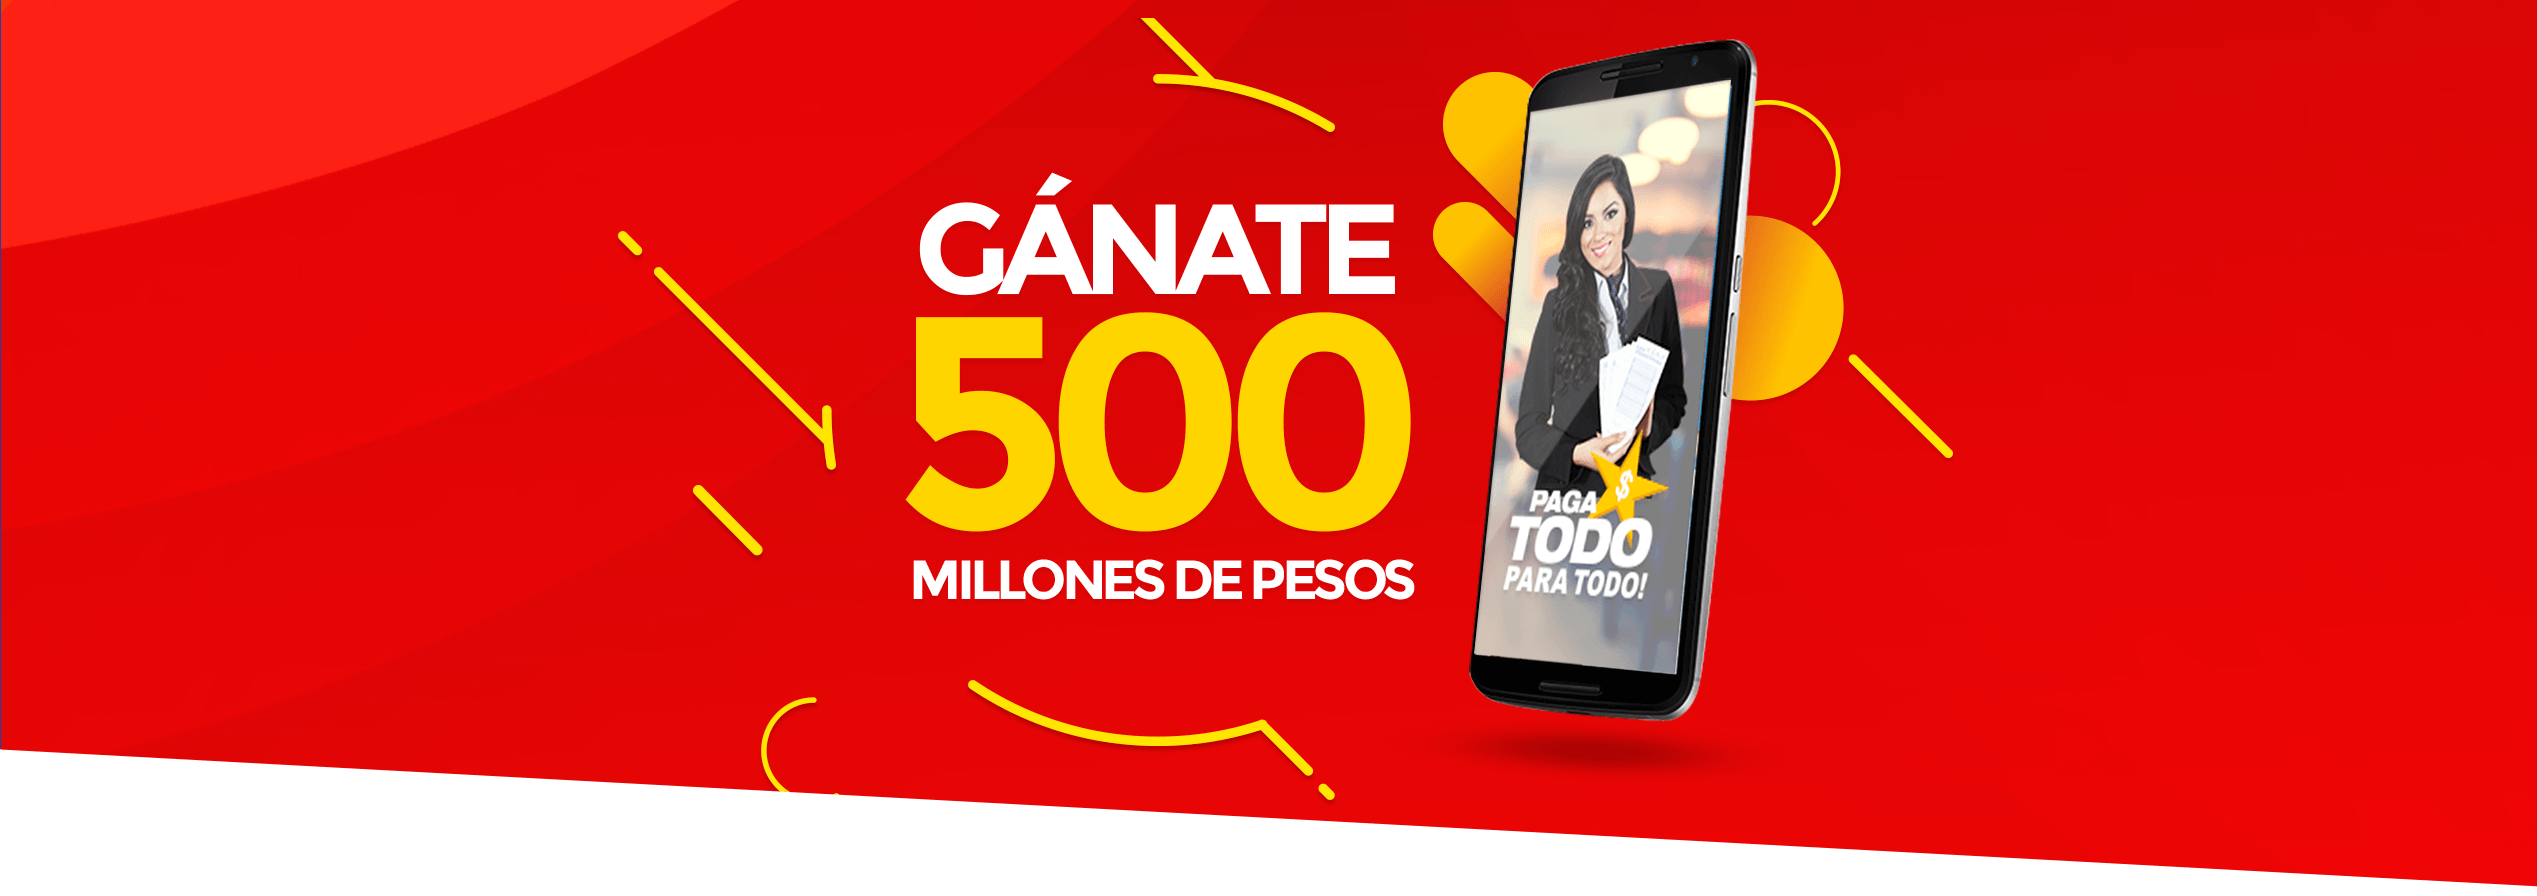 GÁNATE
500
MILLONES DE PESOS
$
PAGA
TODO
PARA TODO!